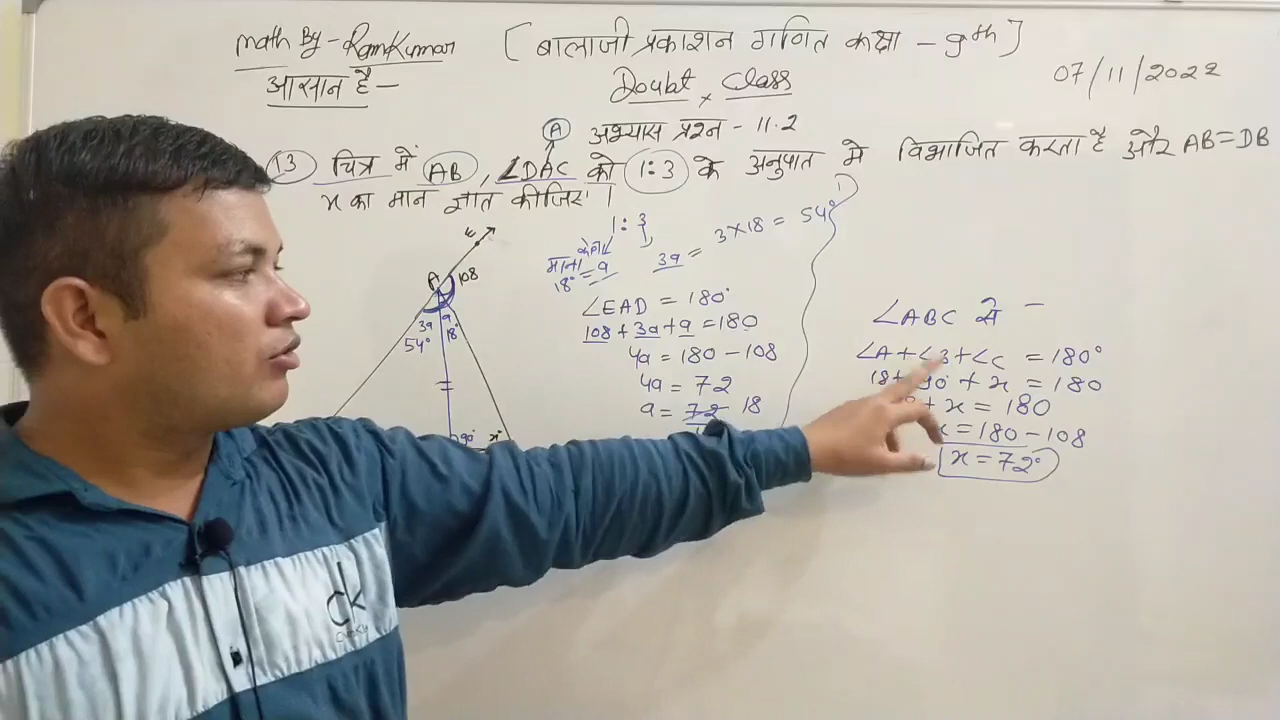 Math By - RamKumar [ बालाजी प्रकाशन गणित कक्षा - 9th ]
आसान है -
Doubt x Class
07/11/2022
A अभ्यास प्रश्न - 11.2
13 चित्र में AB, ∠DAC को 1:3 के अनुपात मे विभाजित करता है और AB=DB
x का मान ज्ञात कीजिए ।
1:3
माना
18° = a
3a = 3×18 = 54°
∠EAD = 180°
108+3a+a=180
4a = 180-108
4a = 72
a = 72 18
E
A 108
3a a
54° 18°
90° x
∠ABC से -
∠A+∠B+∠C = 180°
18+90+x = 180
+x = 180
x = 180-108
x = 72°
ck